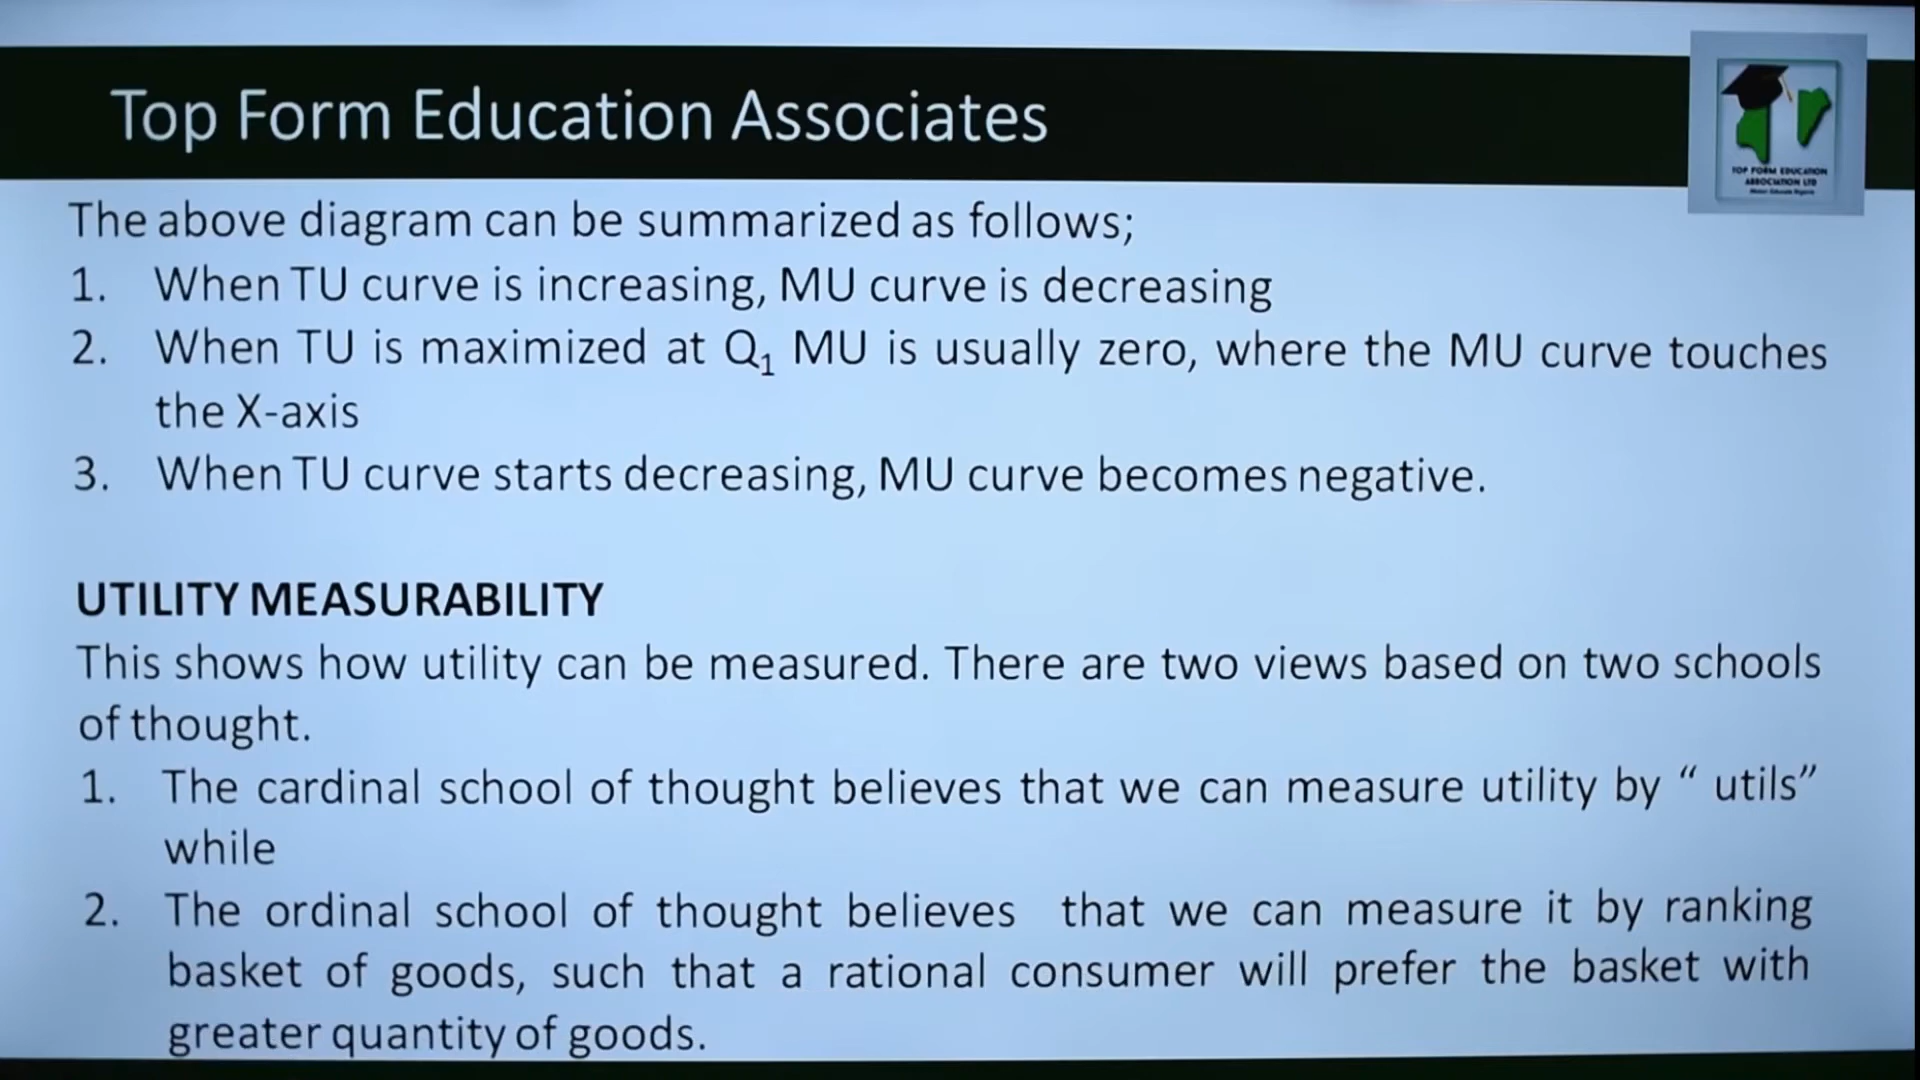 Top Form Education Associates
TOP FORM EDUCATION
ASSOCIATION LTD
The above diagram can be summarized as follows;
1. When TU curve is increasing, MU curve is decreasing
2. When TU is maximized at Q₁ MU is usually zero, where the MU curve touches
the X-axis
3. When TU curve starts decreasing, MU curve becomes negative.
UTILITY MEASURABILITY
This shows how utility can be measured. There are two views based on two schools
of thought.
1. The cardinal school of thought believes that we can measure utility by “ utils”
while
2. The ordinal school of thought believes that we can measure it by ranking
basket of goods, such that a rational consumer will prefer the basket with
greater quantity of goods.